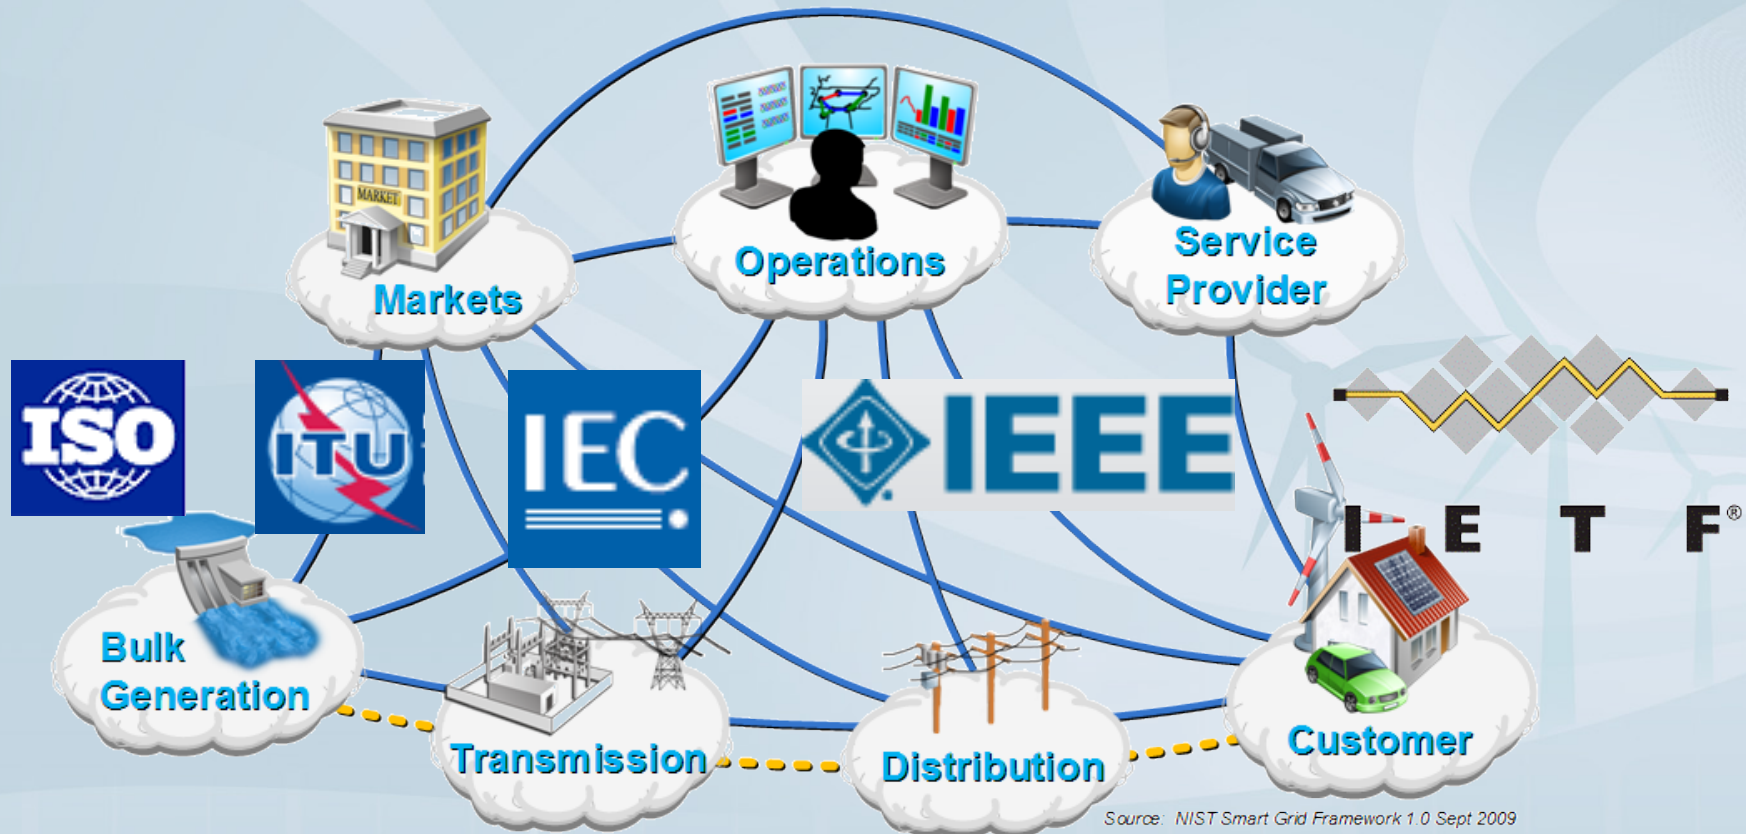 MARKET
Markets
Operations
Service
Provider
ISO
ITU
IEC
IEEE
I E T F®
Bulk
Generation
Transmission
Distribution
Customer
Source: NIST Smart Grid Framework 1.0 Sept 2009